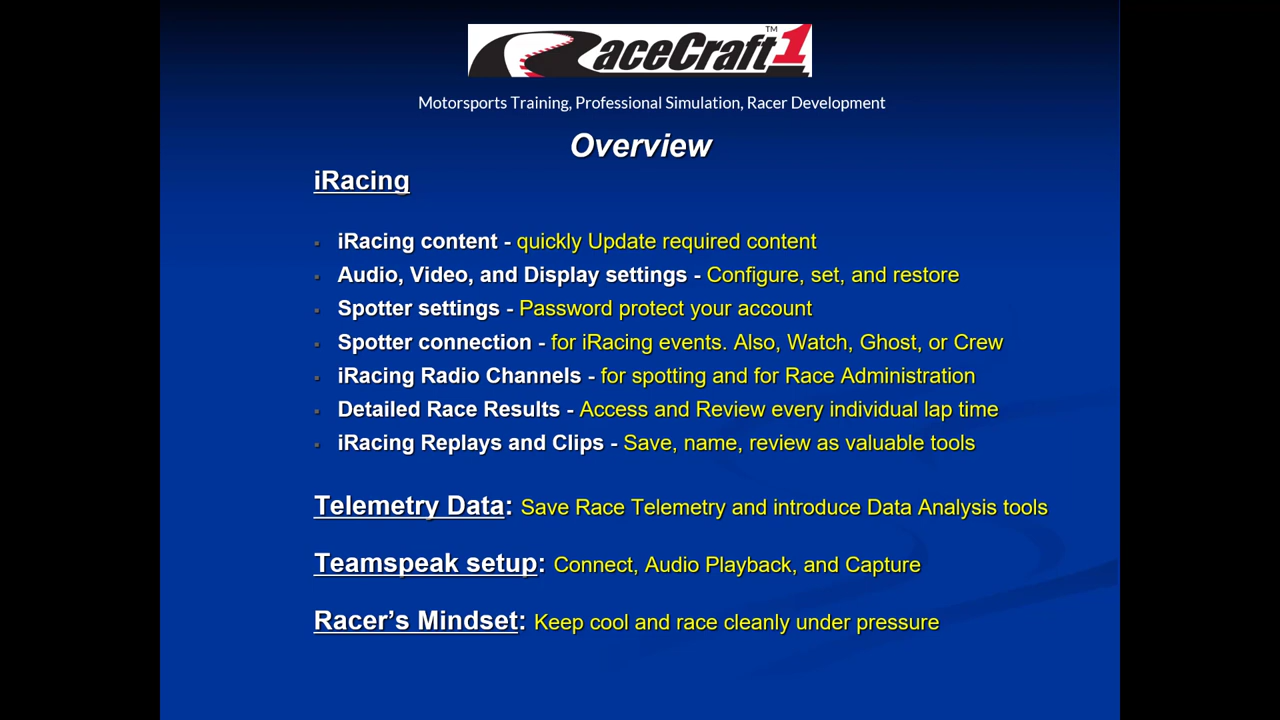 RaceCraft1™
Motorsports Training, Professional Simulation, Racer Development
Overview
iRacing
iRacing content - quickly Update required content
Audio, Video, and Display settings - Configure, set, and restore
Spotter settings - Password protect your account
Spotter connection - for iRacing events. Also, Watch, Ghost, or Crew
iRacing Radio Channels - for spotting and for Race Administration
Detailed Race Results - Access and Review every individual lap time
iRacing Replays and Clips - Save, name, review as valuable tools
Telemetry Data: Save Race Telemetry and introduce Data Analysis tools
Teamspeak setup: Connect, Audio Playback, and Capture
Racer’s Mindset: Keep cool and race cleanly under pressure